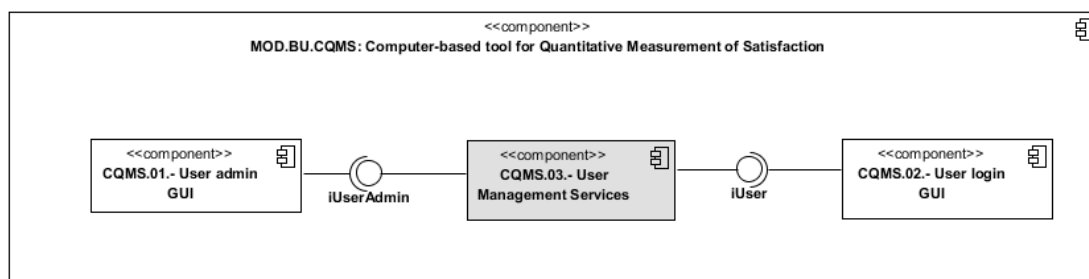 <<component>>
MOD.BU.CQMS: Computer-based tool for Quantitative Measurement of Satisfaction
<<component>>
CQMS.01.- User admin
GUI
iUserAdmin
<<component>>
CQMS.03.- User
Management Services
iUser
<<component>>
CQMS.02.- User login
GUI